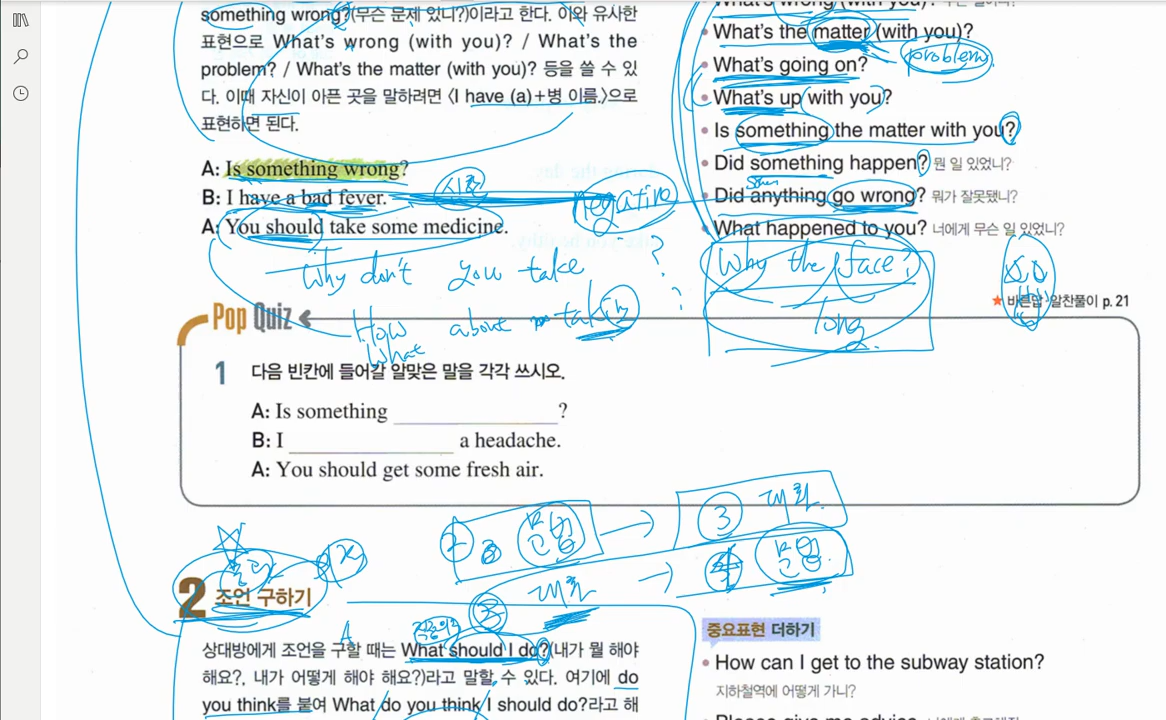 something wrong?(무슨 문제 있니?)이라고 한다. 이와 유사한
표현으로 What's wrong (with you)? / What's the
problem? / What's the matter (with you)? 등을 쓸 수 있
다. 이때 자신이 아픈 곳을 말하려면 〈I have (a)+병 이름.〉으로
표현하면 된다.
A: Is something wrong?
B: I have a bad fever.
A: You should take some medicine.
negative
Why don't you take ?
How about taking ?
What
What's wrong (with you)?
What's the matter (with you)?
problem
What's going on?
What's up (with you)?
Is something the matter with you?
Did something happen? 뭔 일 있었니?
Did anything go wrong? 뭐가 잘못됐니?
What happened to you? 너에게 무슨 일 있었니?
Why the face?
long
★ 바른답·알찬풀이 p. 21
Pop Quiz
1 다음 빈칸에 들어갈 알맞은 말을 각각 쓰시오.
A: Is something ?
B: I a headache.
A: You should get some fresh air.
2 문법 → 3 대화
3 대화 → 4 문법
2 조언 구하기
상대방에게 조언을 구할 때는 What should I do?(내가 뭘 해야
해요?, 내가 어떻게 해야 해요?)라고 말할 수 있다. 여기에 do
you think를 붙여 What do you think I should do?라고 해
중요표현 더하기
How can I get to the subway station?
지하철역에 어떻게 가니?
Please give me advice.